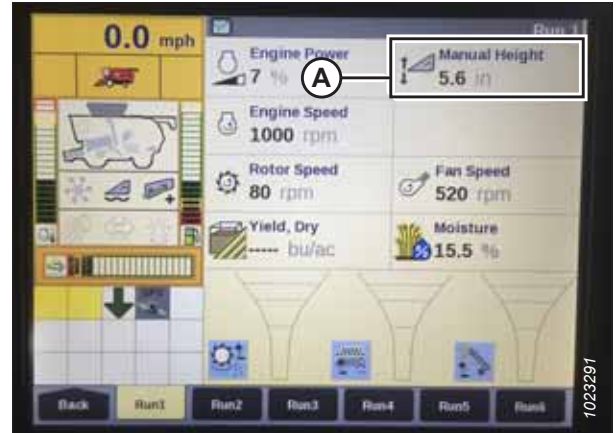 0.0 mph
Run 1
Engine Power
7 %
A
Manual Height
5.6 in
Engine Speed
1000 rpm
Rotor Speed
80 rpm
Fan Speed
520 rpm
Yield, Dry
----- bu/ac
Moisture
15.5 %
Back
Run1
Run2
Run3
Run4
Run5
Run6
1023291